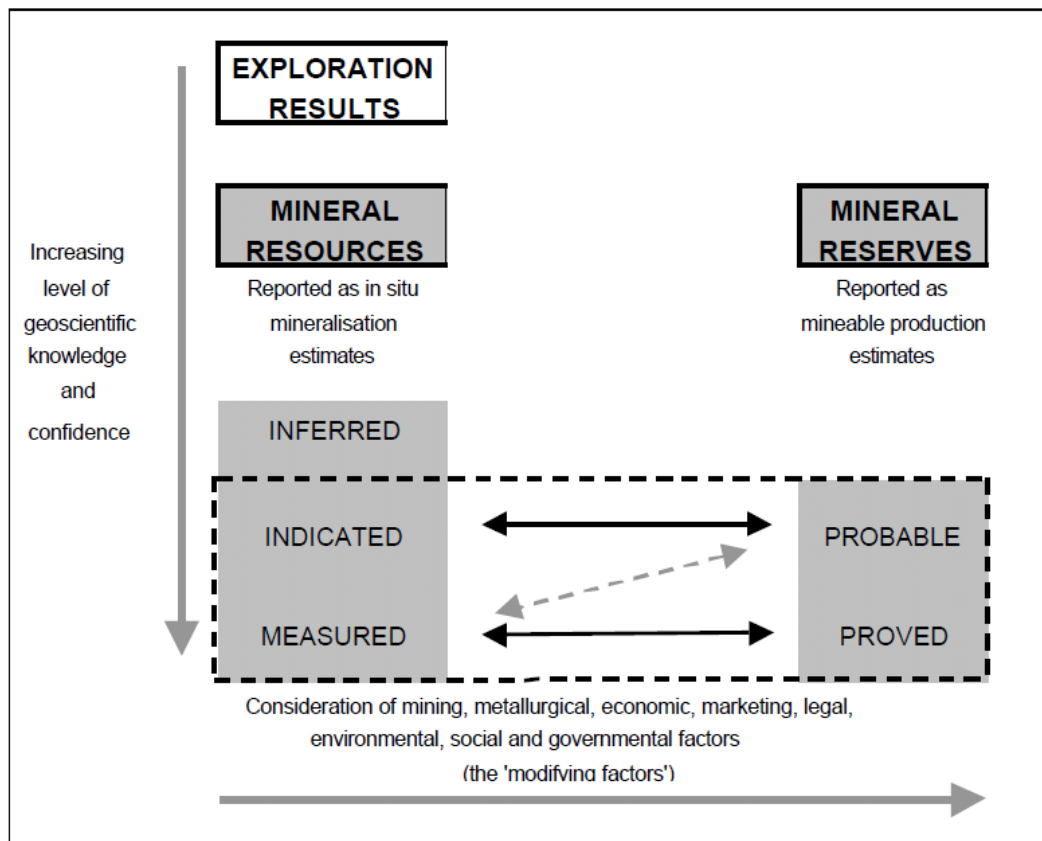 EXPLORATION
RESULTS
MINERAL
RESOURCES
Reported as in situ
mineralisation
estimates
MINERAL
RESERVES
Reported as
mineable production
estimates
Increasing
level of
geoscientific
knowledge
and
confidence
INFERRED
INDICATED
PROBABLE
MEASURED
PROVED
Consideration of mining, metallurgical, economic, marketing, legal,
environmental, social and governmental factors
(the 'modifying factors')